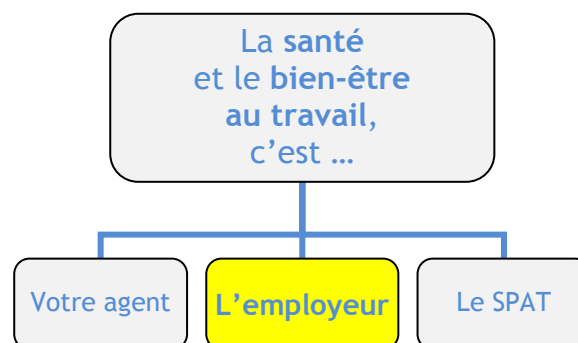 La santé
et le bien-être
au travail,
c’est …
Votre agent
L’employeur
Le SPAT